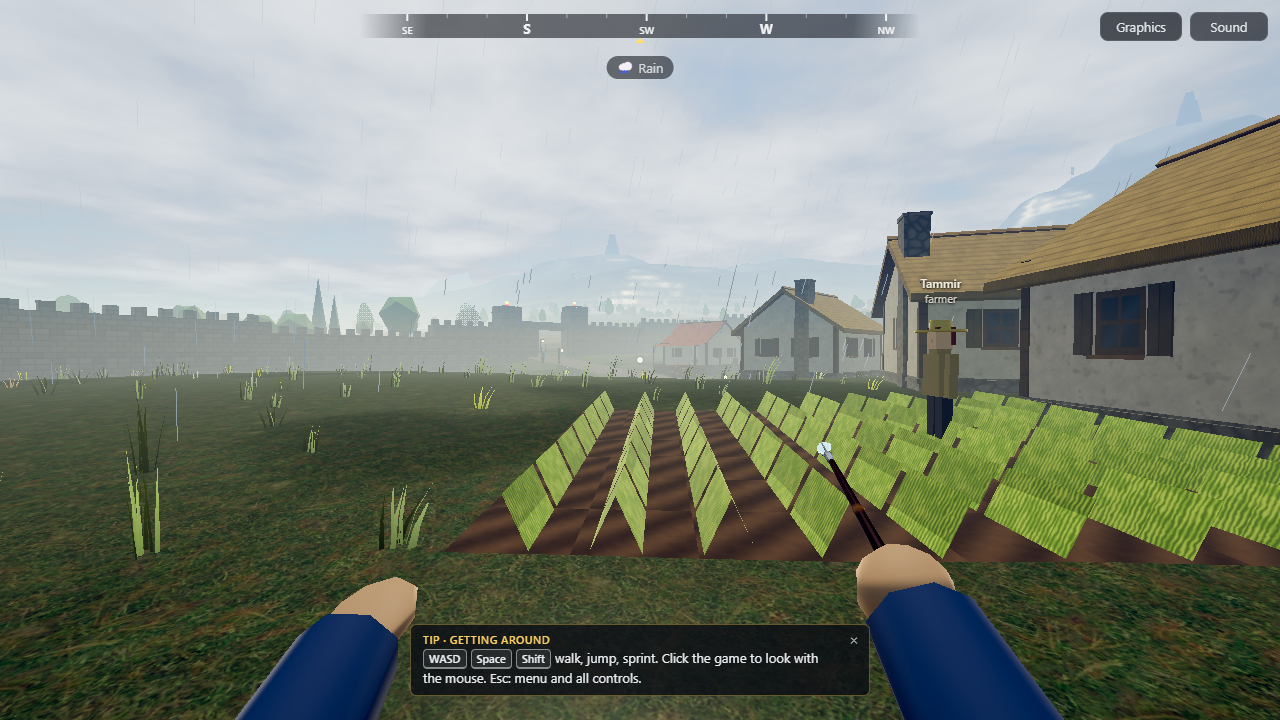 SE S SW W NW
Graphics Sound
Rain
Tammir
farmer
TIP · GETTING AROUND ×
WASD Space Shift walk, jump, sprint. Click the game to look with
the mouse. Esc: menu and all controls.